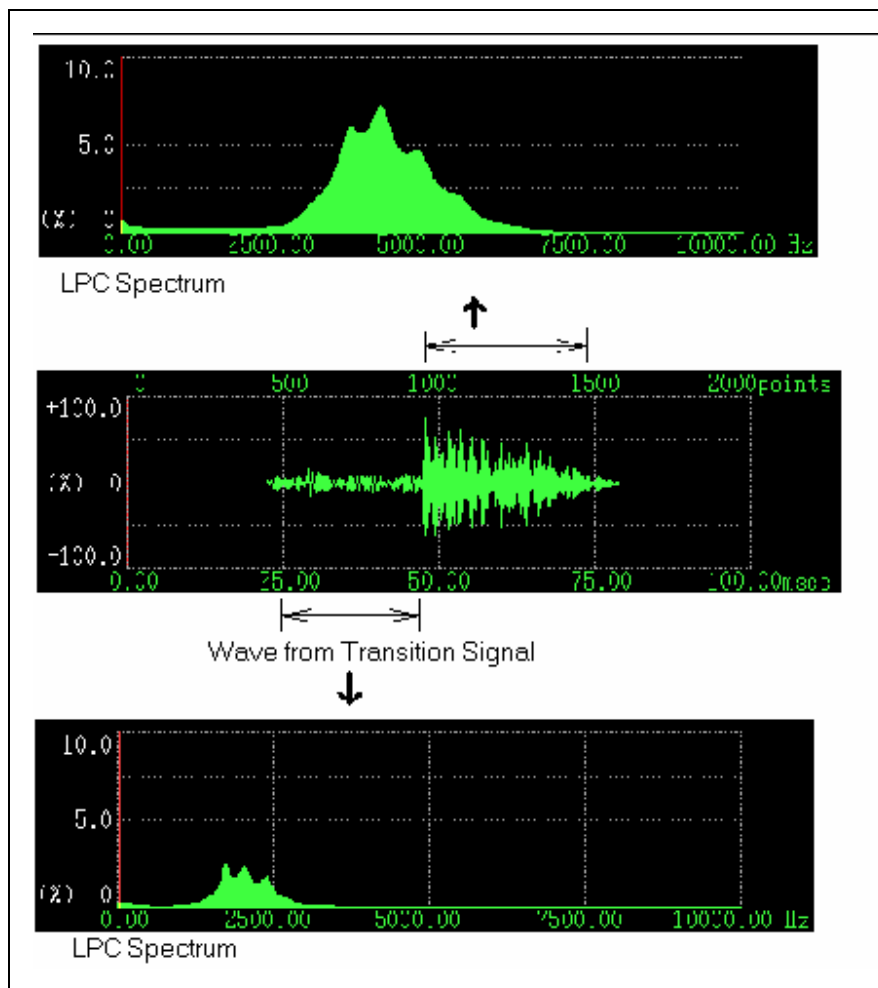 10.0
5.0
(%) 0
0.00 2500.00 5000.00 7500.00 10000.00 Hz
LPC Spectrum
0 500 1000 1500 2000points
+100.0
(%) 0
-100.0
0.00 25.00 50.00 75.00 100.00msec
Wave from Transition Signal
10.0
5.0
(%) 0
0.00 2500.00 5000.00 7500.00 10000.00 Hz
LPC Spectrum